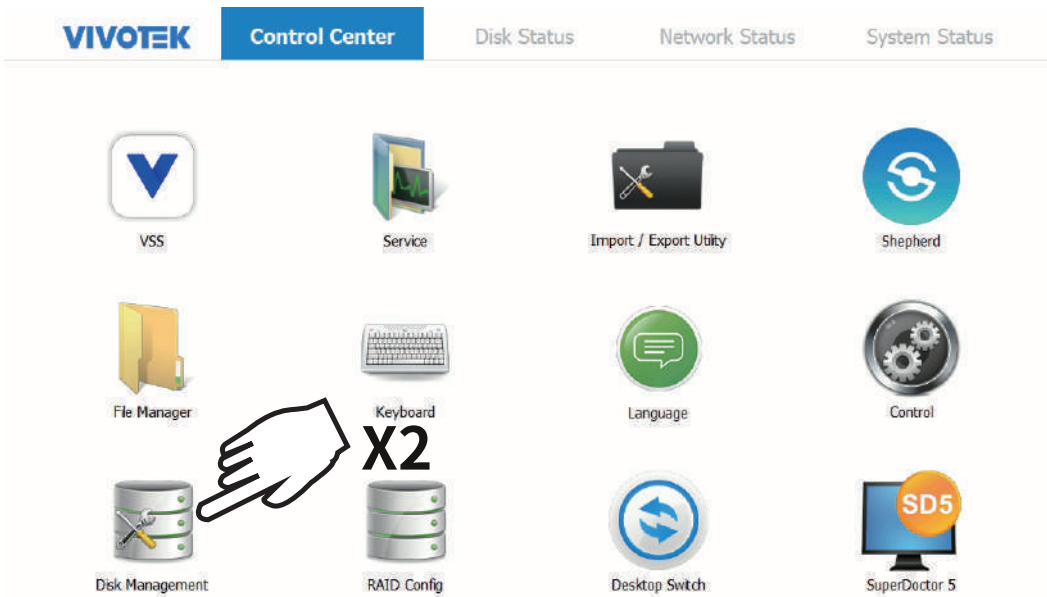 VIVOTEK Control Center Disk Status Network Status System Status
VSS Service Import / Export Utility Shepherd
File Manager Keyboard Language Control
X2
SD5
Disk Management RAID Config Desktop Switch SuperDoctor 5